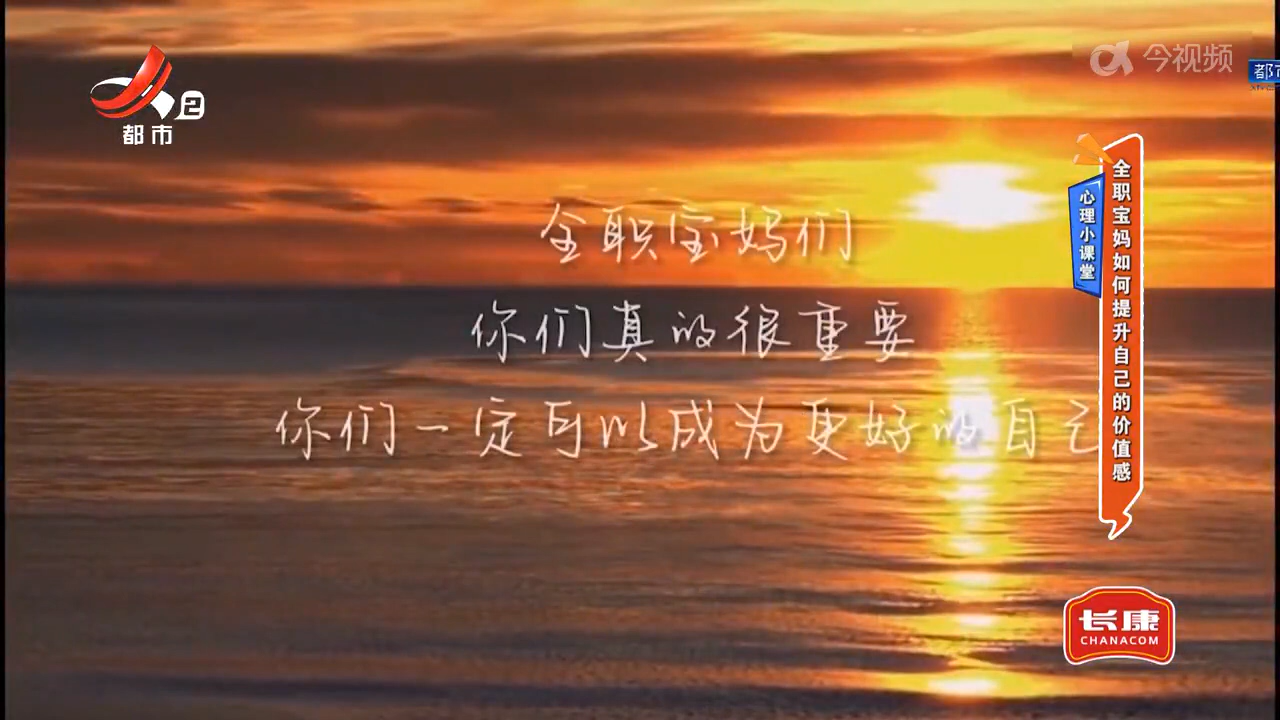 今视频
2
都市
都市
全职宝妈们
你们真的很重要
你们一定可以成为更好的自己
心理小课堂
全职宝妈如何提升自己的价值感
长康
CHANACOM